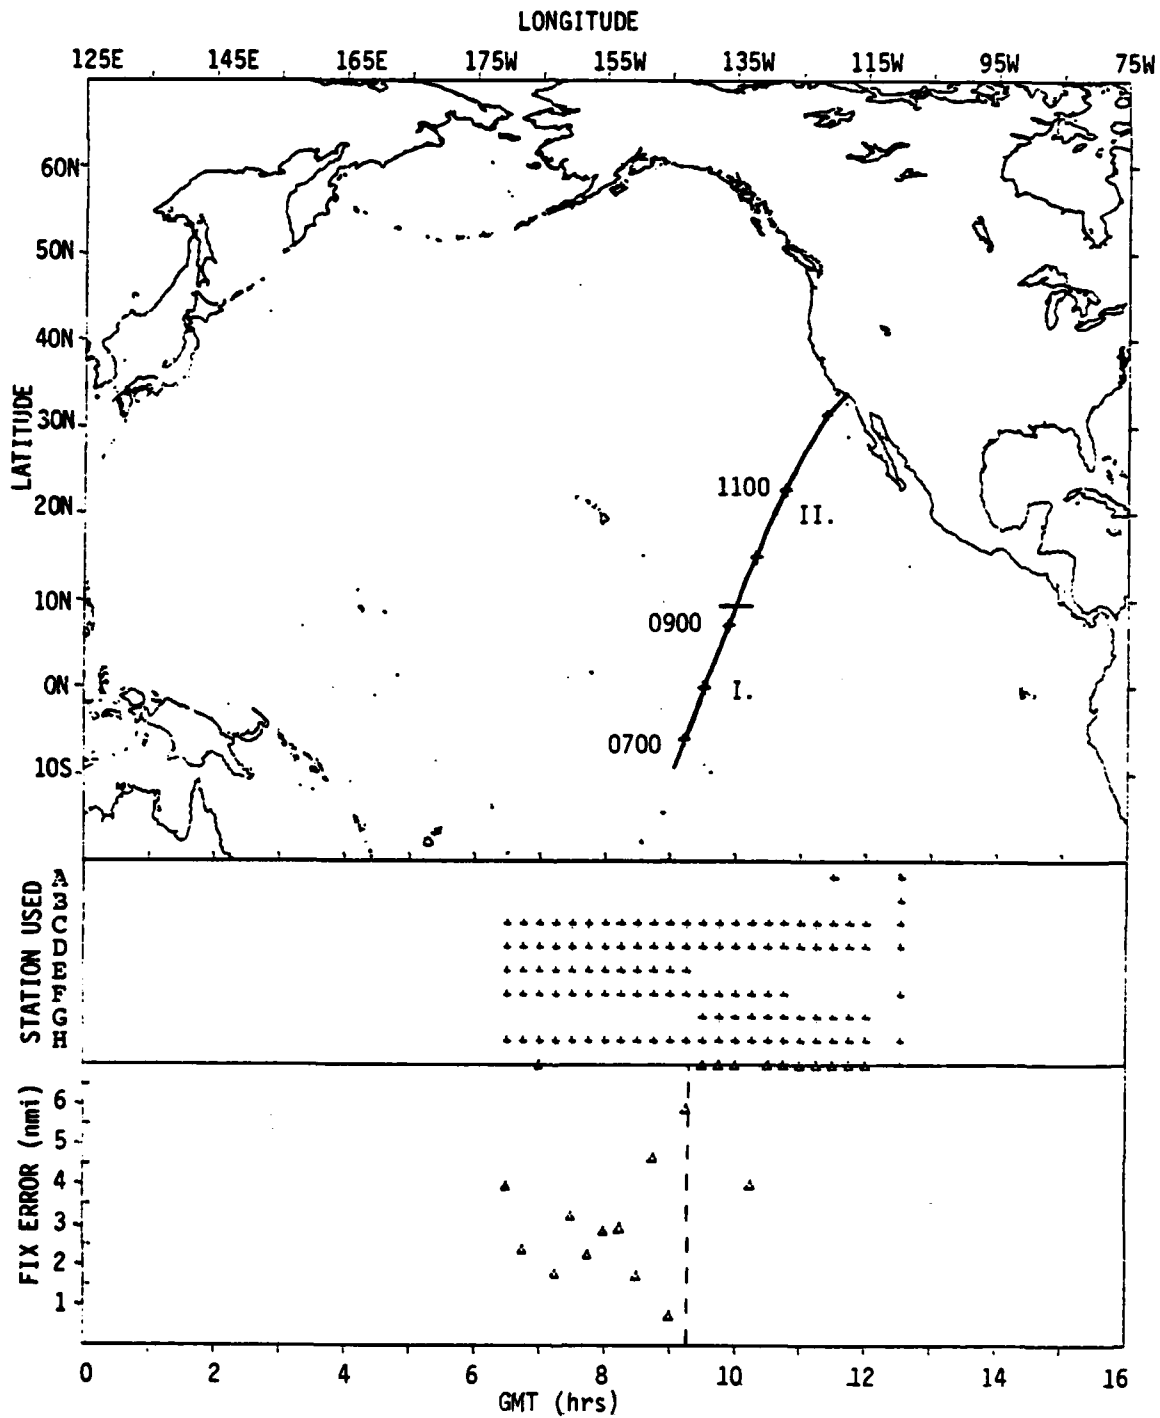 LONGITUDE
125E 145E 165E 175W 155W 135W 115W 95W 75W
LATITUDE
60N
50N
40N
30N
20N
10N
0N
10S
1100
II.
0900
I.
0700
STATION USED
A
B
C
D
E
F
G
H
FIX ERROR (nmi)
6
5
4
3
2
1
0 2 4 6 8 10 12 14 16
GMT (hrs)